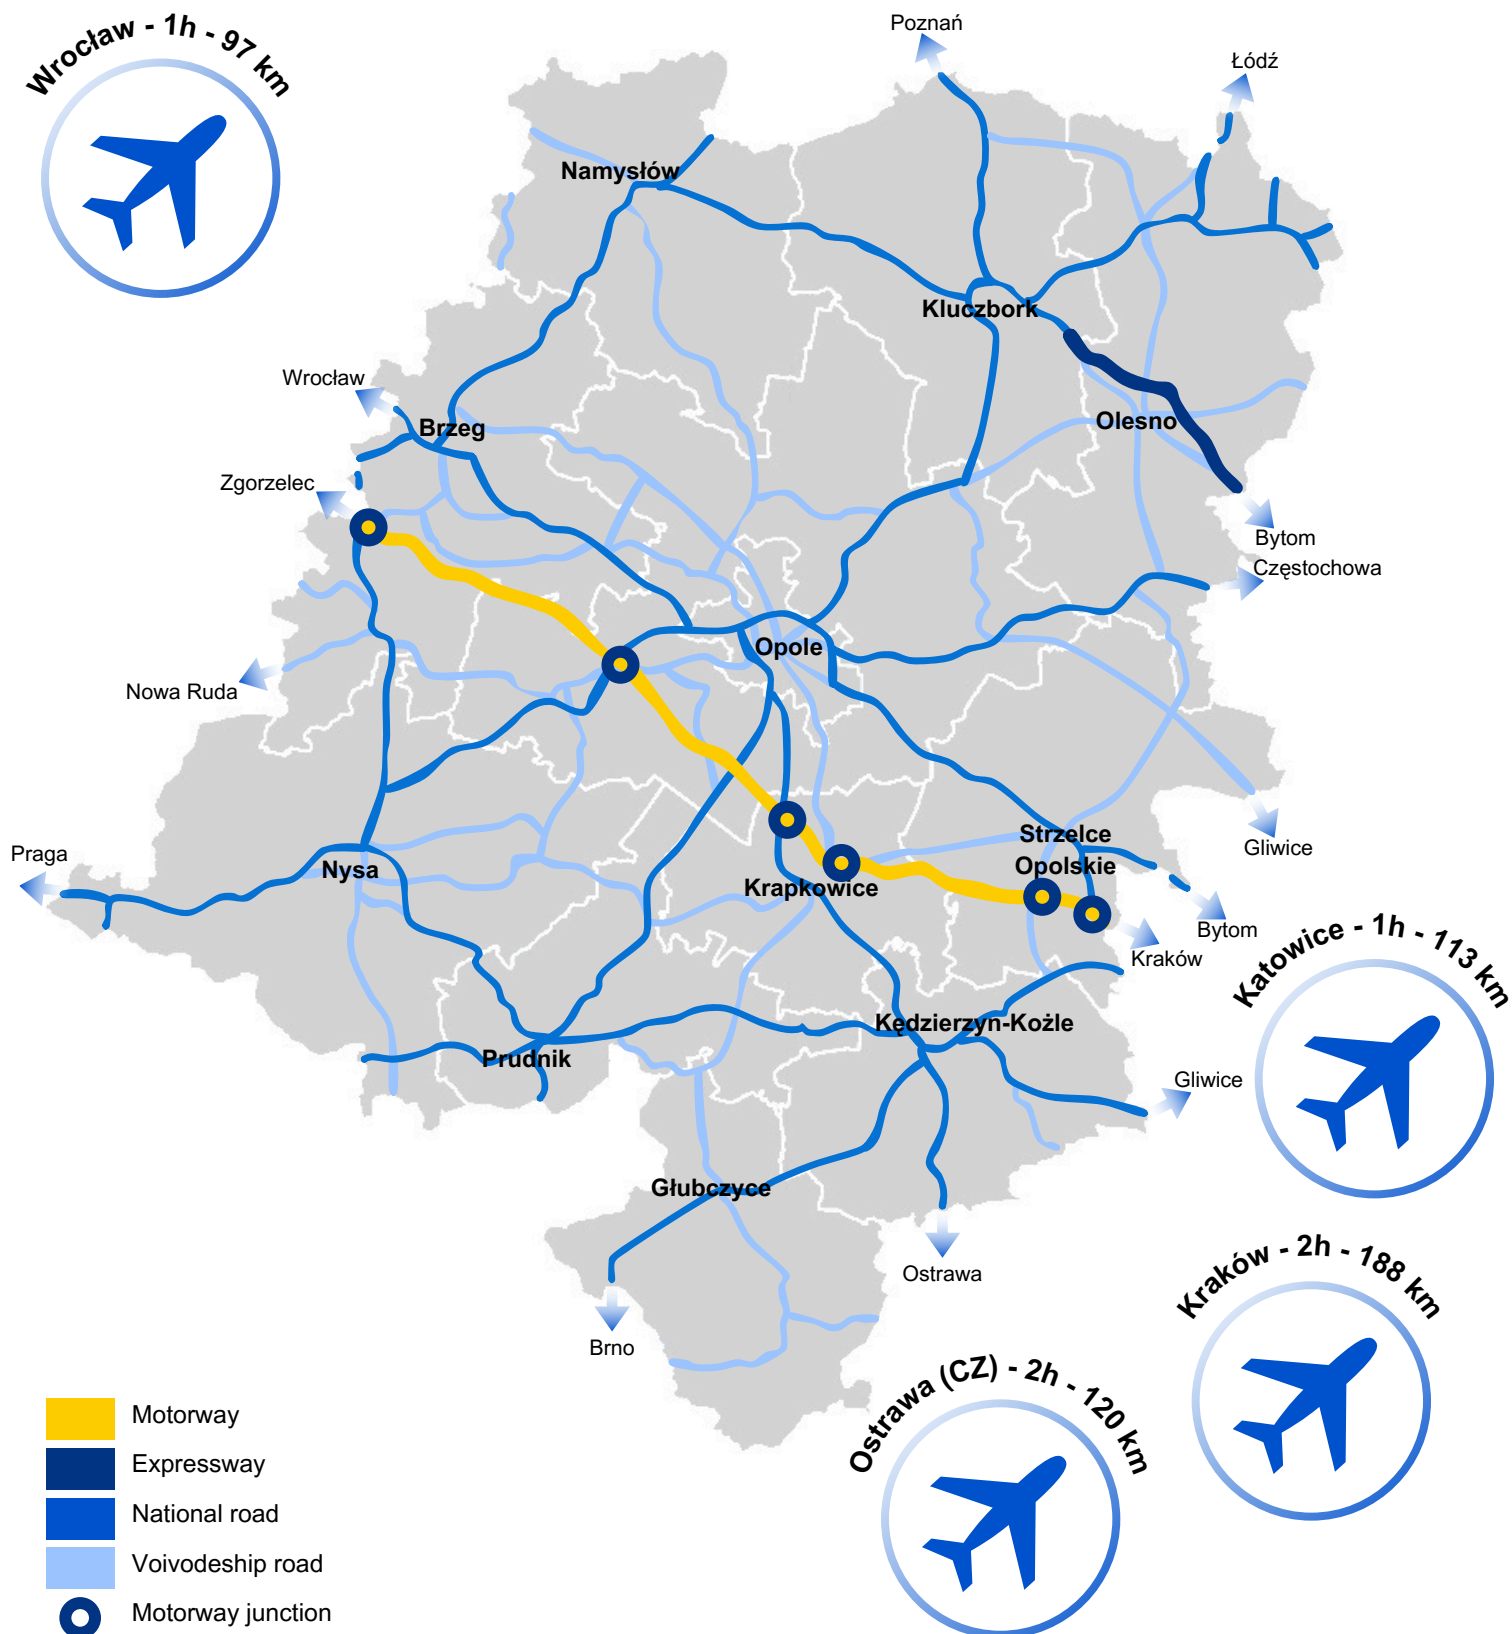 Wrocław - 1h - 97 km
Poznań
Łódź
Namysłów
Kluczbork
Wrocław
Brzeg
Olesno
Zgorzelec
Bytom
Częstochowa
Opole
Nowa Ruda
Strzelce
Opolskie
Gliwice
Praga
Nysa
Krapkowice
Bytom
Kraków
Katowice - 1h - 113 km
Kędzierzyn-Koźle
Prudnik
Gliwice
Głubczyce
Ostrawa
Kraków - 2h - 188 km
Brno
Ostrawa (CZ) - 2h - 120 km
Motorway
Expressway
National road
Voivodeship road
Motorway junction